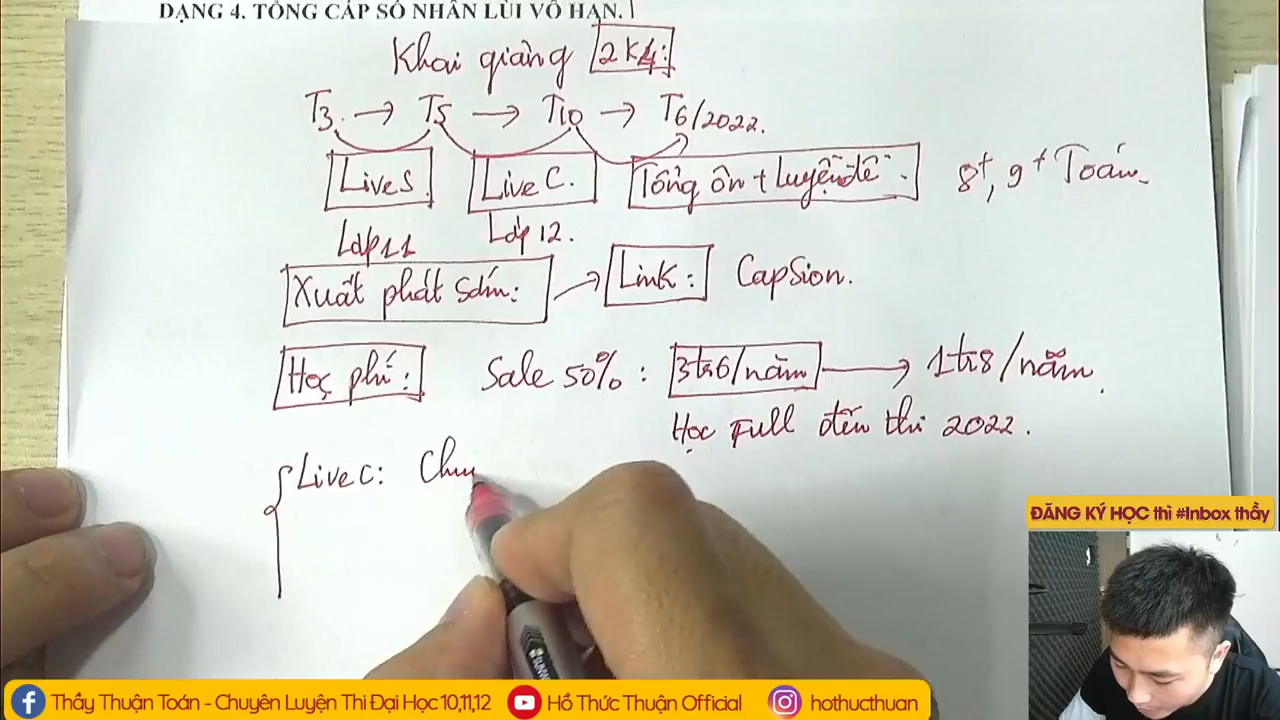 DẠNG 4. TỔNG CẤP SỐ NHÂN LÙI VÔ HẠN.
Khai giảng 2K4:
T3 → T5 → T10 → T6/2022.
LiveS. LiveC. Tổng ôn + Luyện đề. 8+, 9+ Toán.
Lớp 11 Lớp 12.
Xuất phát sớm: → Link: Capsion.
Học phí: Sale 50%: 3tr6/năm → 1tr8/năm.
Học Full đến thi 2022.
LiveC: Chu
ĐĂNG KÝ HỌC thì #Inbox thầy
Thầy Thuận Toán - Chuyên Luyện Thi Đại Học 10,11,12
Hồ Thức Thuận Official
hothucthuan